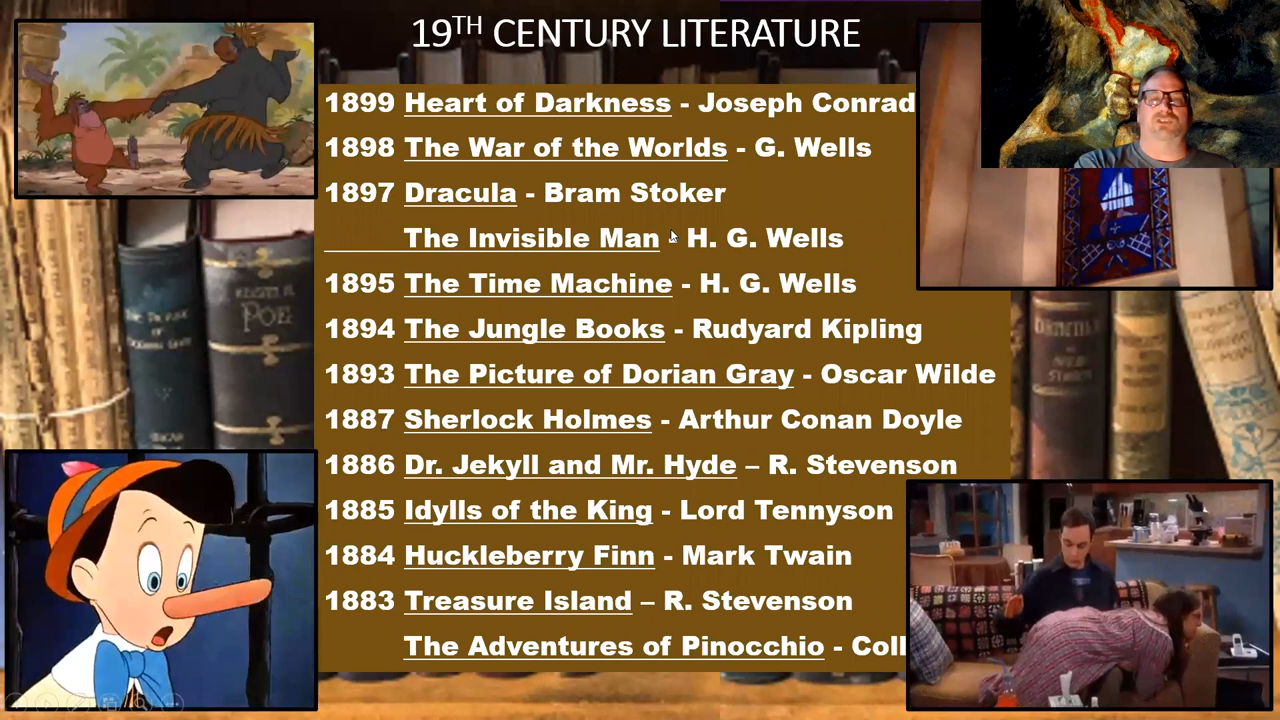 19TH CENTURY LITERATURE
1899 Heart of Darkness - Joseph Conrad
1898 The War of the Worlds - G. Wells
1897 Dracula - Bram Stoker
The Invisible Man - H. G. Wells
1895 The Time Machine - H. G. Wells
1894 The Jungle Books - Rudyard Kipling
1893 The Picture of Dorian Gray - Oscar Wilde
1887 Sherlock Holmes - Arthur Conan Doyle
1886 Dr. Jekyll and Mr. Hyde – R. Stevenson
1885 Idylls of the King - Lord Tennyson
1884 Huckleberry Finn - Mark Twain
1883 Treasure Island – R. Stevenson
The Adventures of Pinocchio - Coll
POE